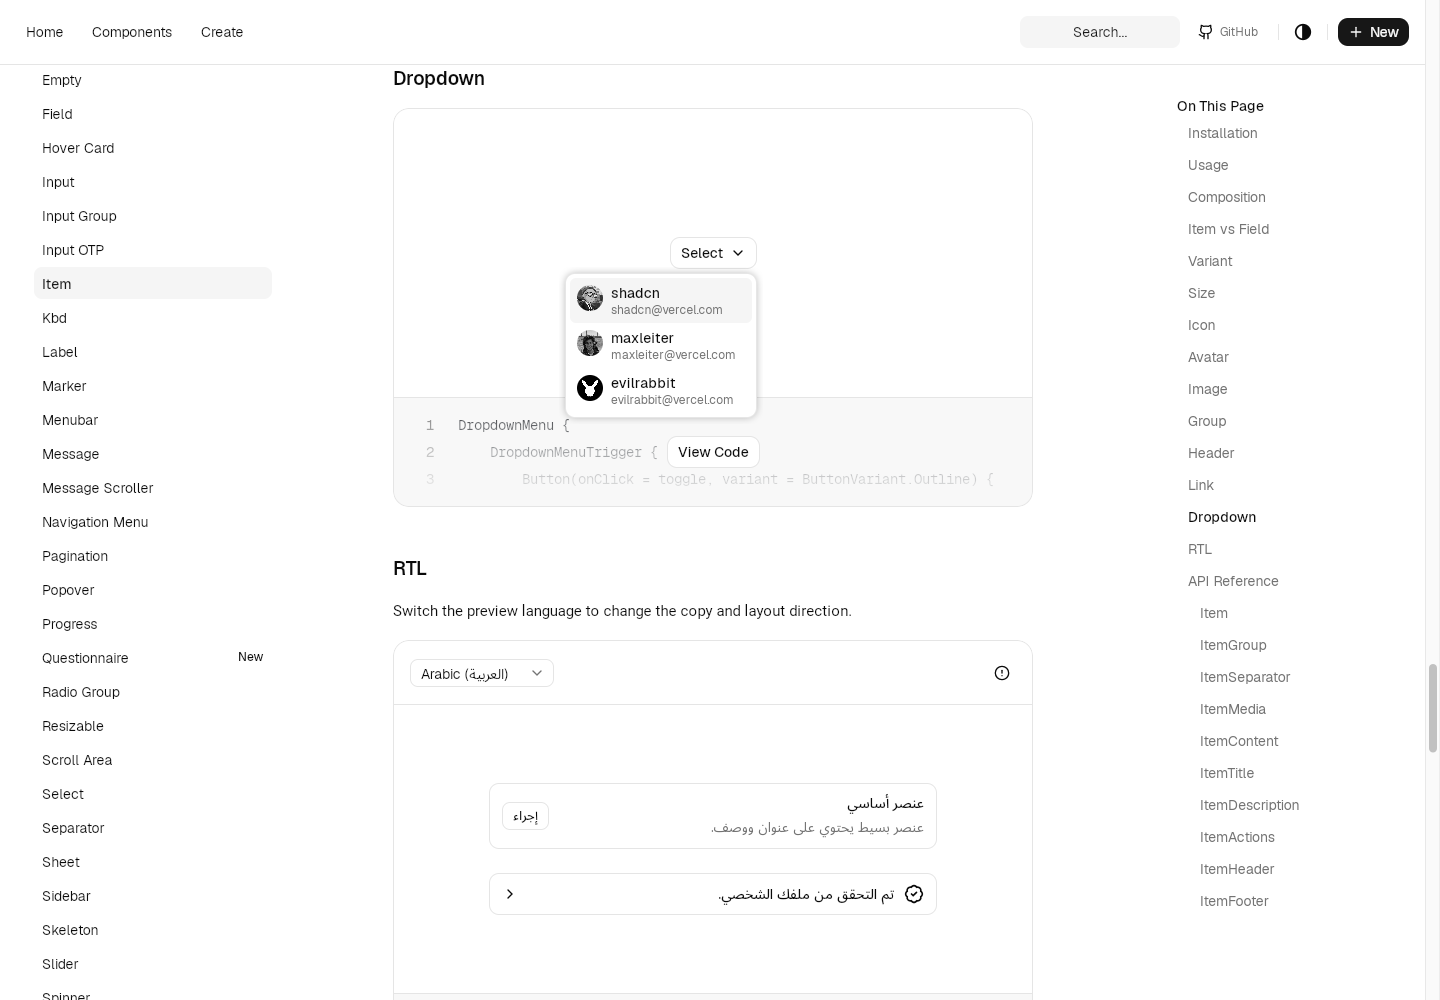 Home
Components
Create
Search...
GitHub
New
Empty
Field
Hover Card
Input
Input Group
Input OTP
Item
Kbd
Label
Marker
Menubar
Message
Message Scroller
Navigation Menu
Pagination
Popover
Progress
Questionnaire
New
Radio Group
Resizable
Scroll Area
Select
Separator
Sheet
Sidebar
Skeleton
Slider
Spinner
Dropdown
Select
shadcn
shadcn@vercel.com
maxleiter
maxleiter@vercel.com
evilrabbit
evilrabbit@vercel.com
1 DropdownMenu {
2 DropdownMenuTrigger {
View Code
3 Button(onClick = toggle, variant = ButtonVariant.Outline) {
RTL
Switch the preview language to change the copy and layout direction.
Arabic (العربية)
عنصر أساسي
عنصر بسيط يحتوي على عنوان ووصف.
إجراء
تم التحقق من ملفك الشخصي.
On This Page
Installation
Usage
Composition
Item vs Field
Variant
Size
Icon
Avatar
Image
Group
Header
Link
Dropdown
RTL
API Reference
Item
ItemGroup
ItemSeparator
ItemMedia
ItemContent
ItemTitle
ItemDescription
ItemActions
ItemHeader
ItemFooter